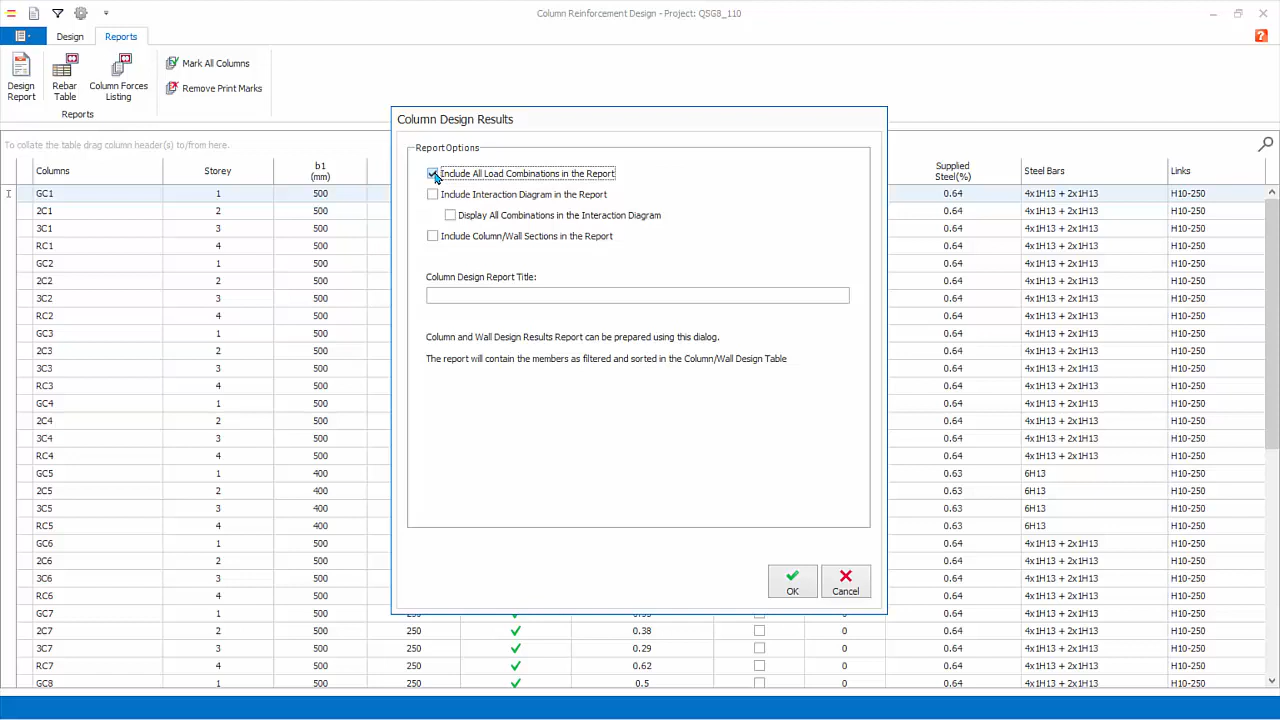 Column Reinforcement Design - Project: QSG8_110
Design Reports
Design Report
Rebar Table
Column Forces Listing
Mark All Columns
Remove Print Marks
Reports
To collate the table drag column header(s) to/from here.
Columns Storey b1 (mm) Supplied Steel(%) Steel Bars Links
GC1 1 500 0.64 4x1H13 + 2x1H13 H10-250
2C1 2 500 0.64 4x1H13 + 2x1H13 H10-250
3C1 3 500 0.64 4x1H13 + 2x1H13 H10-250
RC1 4 500 0.64 4x1H13 + 2x1H13 H10-250
GC2 1 500 0.64 4x1H13 + 2x1H13 H10-250
2C2 2 500 0.64 4x1H13 + 2x1H13 H10-250
3C2 3 500 0.64 4x1H13 + 2x1H13 H10-250
RC2 4 500 0.64 4x1H13 + 2x1H13 H10-250
GC3 1 500 0.64 4x1H13 + 2x1H13 H10-250
2C3 2 500 0.64 4x1H13 + 2x1H13 H10-250
3C3 3 500 0.64 4x1H13 + 2x1H13 H10-250
RC3 4 500 0.64 4x1H13 + 2x1H13 H10-250
GC4 1 500 0.64 4x1H13 + 2x1H13 H10-250
2C4 2 500 0.64 4x1H13 + 2x1H13 H10-250
3C4 3 500 0.64 4x1H13 + 2x1H13 H10-250
RC4 4 500 0.64 4x1H13 + 2x1H13 H10-250
GC5 1 400 0.63 6H13 H10-250
2C5 2 400 0.63 6H13 H10-250
3C5 3 400 0.63 6H13 H10-250
RC5 4 400 0.63 6H13 H10-250
GC6 1 500 0.64 4x1H13 + 2x1H13 H10-250
2C6 2 500 0.64 4x1H13 + 2x1H13 H10-250
3C6 3 500 0.64 4x1H13 + 2x1H13 H10-250
RC6 4 500 0.64 4x1H13 + 2x1H13 H10-250
GC7 1 500 0 0.64 4x1H13 + 2x1H13 H10-250
2C7 2 500 250 0.38 0 0.64 4x1H13 + 2x1H13 H10-250
3C7 3 500 250 0.29 0 0.64 4x1H13 + 2x1H13 H10-250
RC7 4 500 250 0.62 0 0.64 4x1H13 + 2x1H13 H10-250
GC8 1 500 250 0.5 0 0.64 4x1H13 + 2x1H13 H10-250
Column Design Results
Report Options
Include All Load Combinations in the Report
Include Interaction Diagram in the Report
Display All Combinations in the Interaction Diagram
Include Column/Wall Sections in the Report
Column Design Report Title:
Column and Wall Design Results Report can be prepared using this dialog.
The report will contain the members as filtered and sorted in the Column/Wall Design Table
OK Cancel